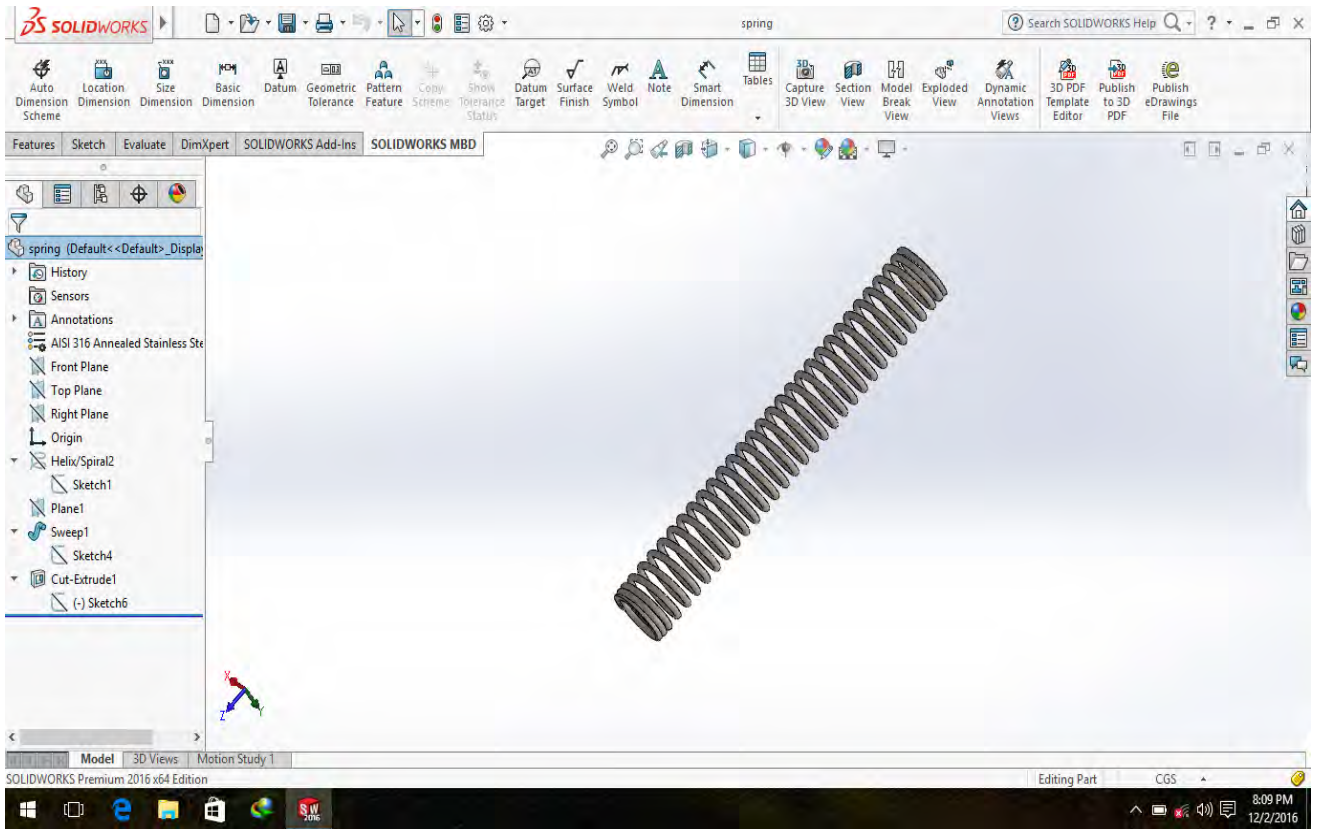 SOLIDWORKS
spring
Search SOLIDWORKS Help
Auto Dimension Scheme
Location Dimension
Size Dimension
Basic Dimension
Datum
Geometric Tolerance
Pattern Feature
Copy Scheme
Show Tolerance Status
Datum Target
Surface Finish
Weld Symbol
Note
Smart Dimension
Tables
Capture 3D View
Section View
Model Break View
Exploded View
Dynamic Annotation Views
3D PDF Template Editor
Publish to 3D PDF
Publish eDrawings File
Features Sketch Evaluate DimXpert SOLIDWORKS Add-Ins SOLIDWORKS MBD
spring (Default<<Default>_Display
History
Sensors
Annotations
AISI 316 Annealed Stainless Ste
Front Plane
Top Plane
Right Plane
Origin
Helix/Spiral2
Sketch1
Plane1
Sweep1
Sketch4
Cut-Extrude1
(-) Sketch6
X
Z Y
Model 3D Views Motion Study 1
SOLIDWORKS Premium 2016 x64 Edition
Editing Part CGS
SW 2016
8:09 PM
12/2/2016